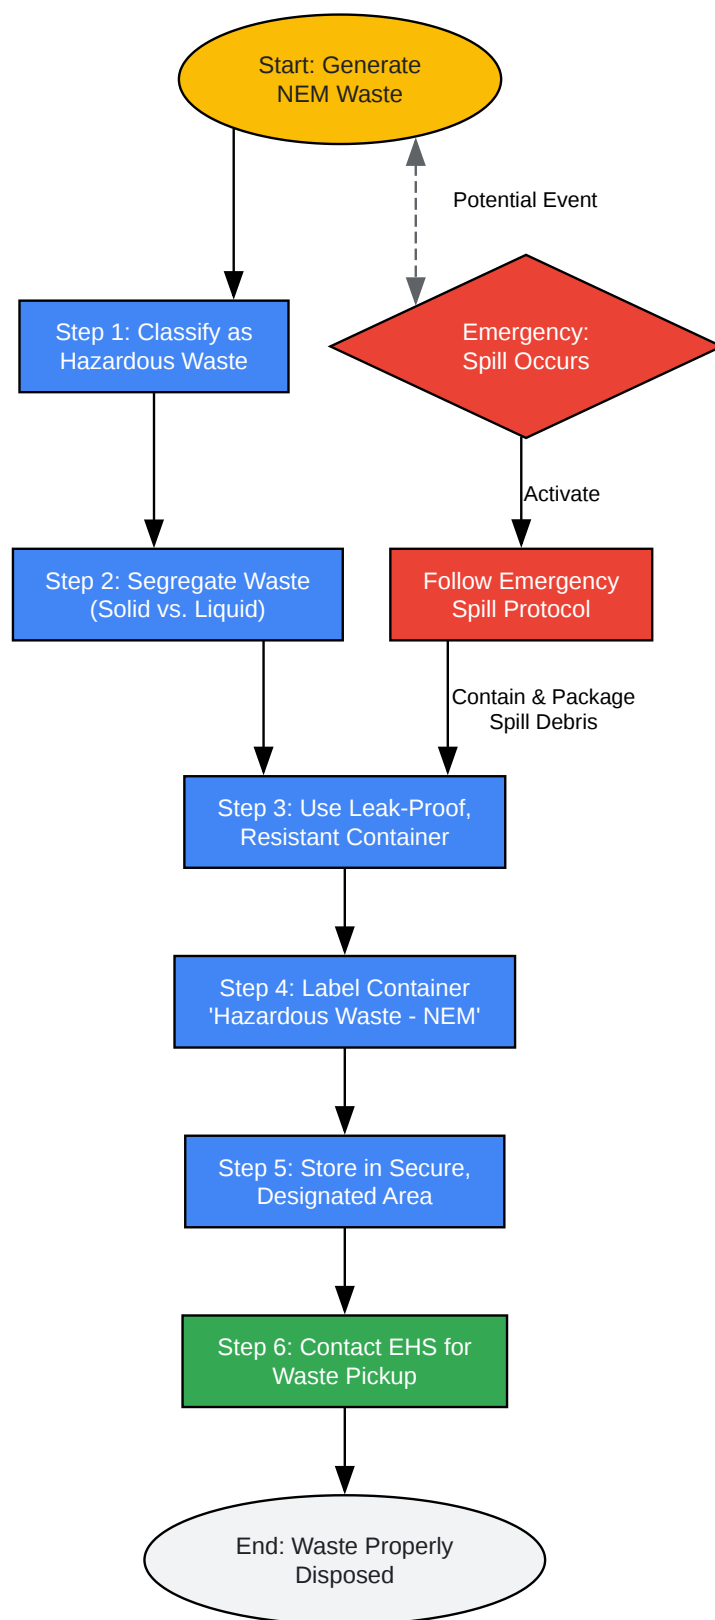 Start: Generate
NEM Waste
Potential Event
Step 1: Classify as
Hazardous Waste
Emergency:
Spill Occurs
Activate
Step 2: Segregate Waste
(Solid vs. Liquid)
Follow Emergency
Spill Protocol
Contain & Package
Spill Debris
Step 3: Use Leak-Proof,
Resistant Container
Step 4: Label Container
'Hazardous Waste - NEM'
Step 5: Store in Secure,
Designated Area
Step 6: Contact EHS for
Waste Pickup
End: Waste Properly
Disposed